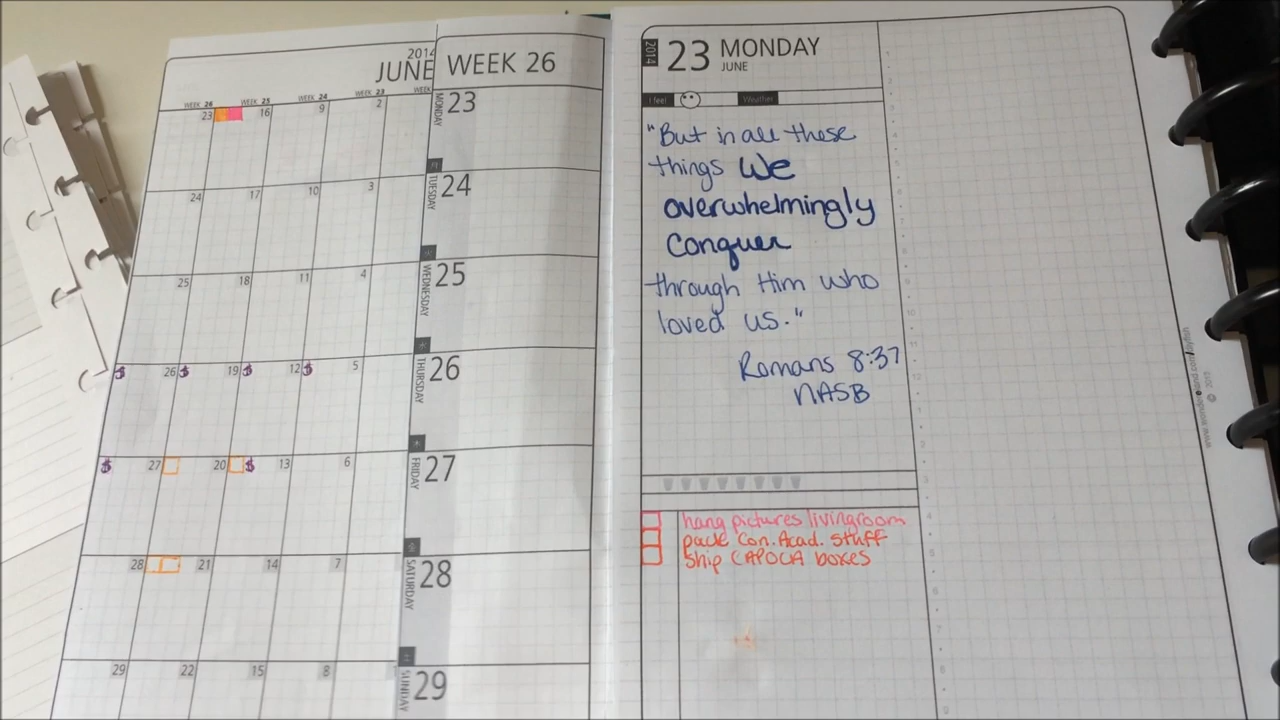 2014
JUNE
WEEK 26 WEEK 25 WEEK 24 WEEK 23 WEEK
23 16 9 2
24 17 10 3
25 18 11 4
$ 26 $ 19 $ 12 $ 5
$ 27 20 $ 13 6
28 21 14 7
29 22 15 8 1
WEEK 26
MONDAY 23
TUESDAY 24
WEDNESDAY 25
THURSDAY 26
FRIDAY 27
SATURDAY 28
SUNDAY 29
2014 23 MONDAY
JUNE
I feel Weather
"But in all these
things We
overwhelmingly
Conquer
through Him who
loved us."
Romans 8:37
NASB
hang pictures livingroom
pack Con. Acad. stuff
ship CAPOCA boxes